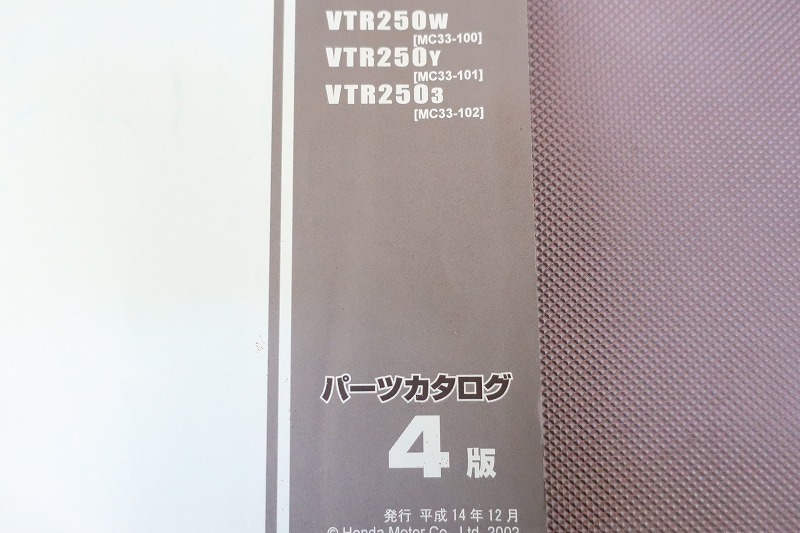 VTR250W
[MC33-100]
VTR250Y
[MC33-101]
VTR2503
[MC33-102]
パーツカタログ
4版
発行 平成14年12月
© Honda Motor Co., Ltd. 2002